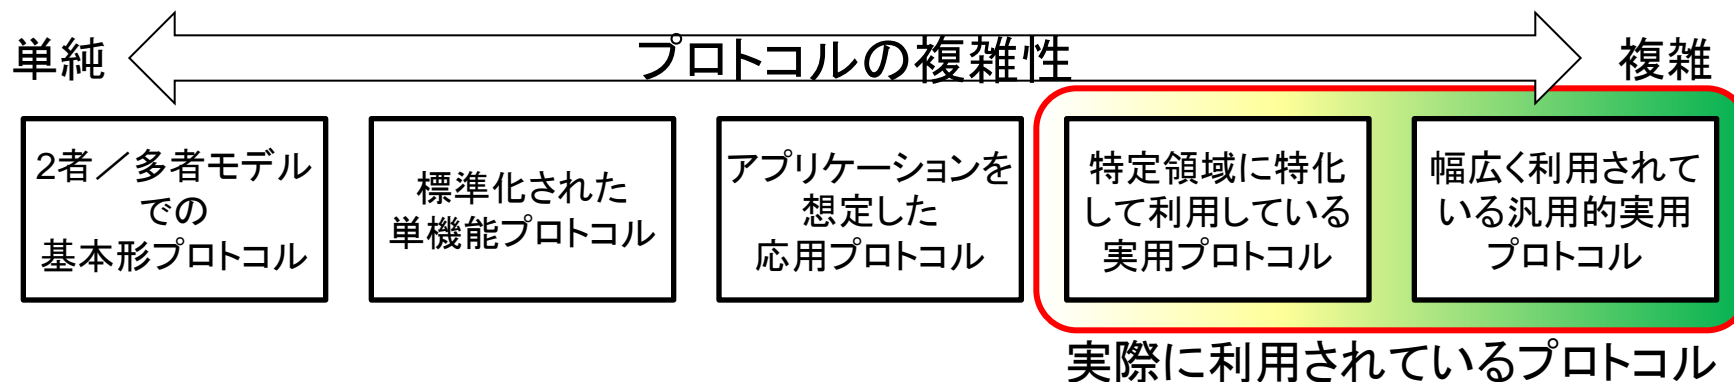 単純
プロトコルの複雑性
複雑
2者／多者モデル
での
基本形プロトコル
標準化された
単機能プロトコル
アプリケーションを
想定した
応用プロトコル
特定領域に特化
して利用している
実用プロトコル
幅広く利用されて
いる汎用的実用
プロトコル
実際に利用されているプロトコル